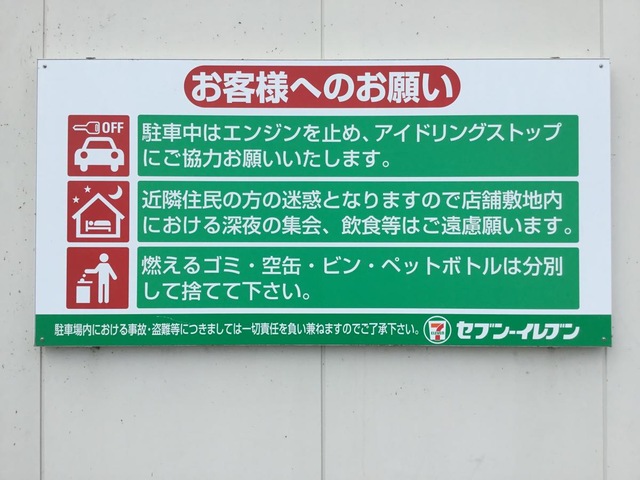 お客様へのお願い
OFF
駐車中はエンジンを止め、アイドリングストップ
にご協力お願いいたします。
近隣住民の方の迷惑となりますので店舗敷地内
における深夜の集会、飲食等はご遠慮願います。
燃えるゴミ・空缶・ビン・ペットボトルは分別
して捨てて下さい。
駐車場内における事故・盗難等につきましては一切責任を負い兼ねますのでご了承下さい。
7 ELEVEn
セブン-イレブン